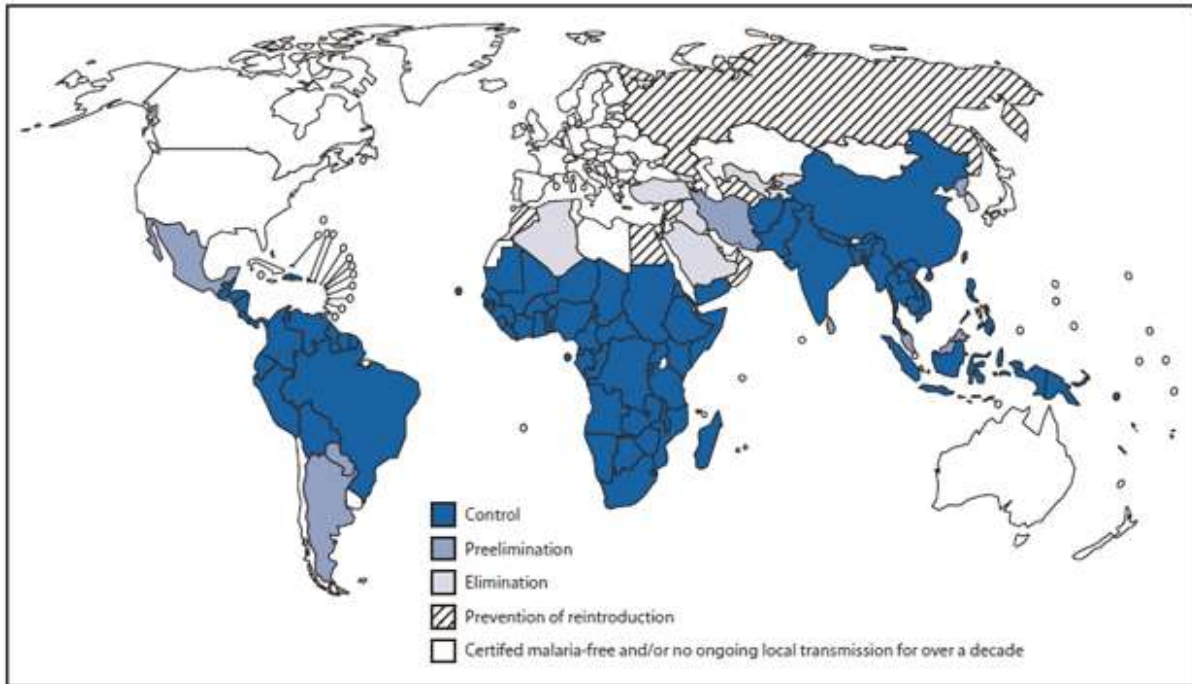 Control
Preelimination
Elimination
Prevention of reintroduction
Certifed malaria-free and/or no ongoing local transmission for over a decade